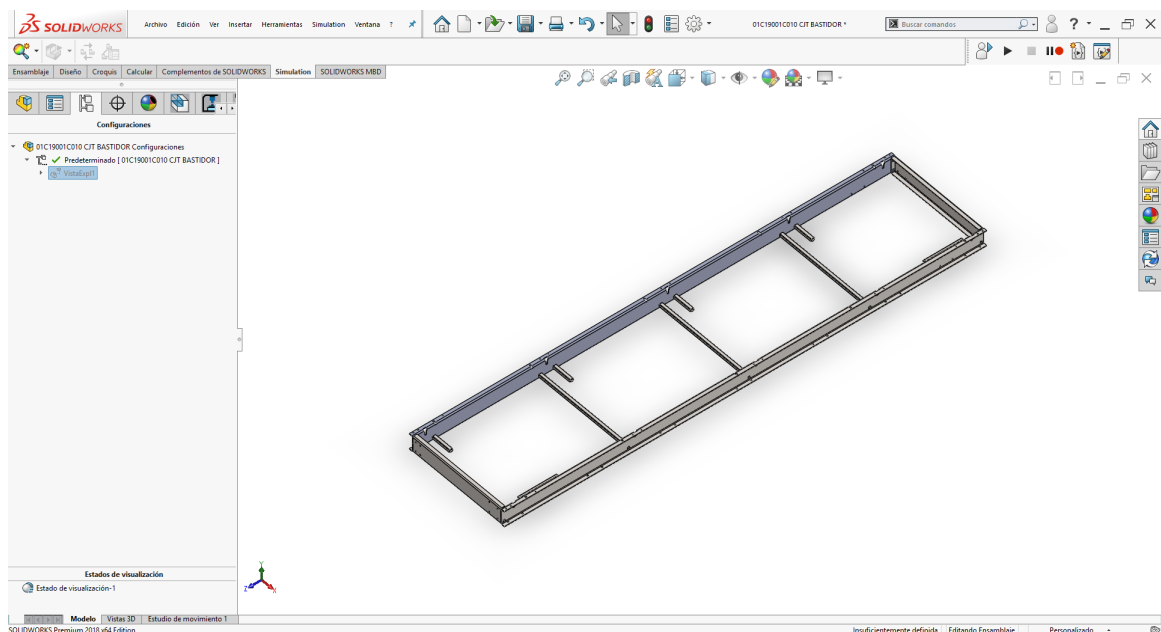 SOLIDWORKS Archivo Edición Ver Insertar Herramientas Simulation Ventana ? 01C19001C010 CJT BASTIDOR * Buscar comandos ?
Ensamblaje Diseño Croquis Calcular Complementos de SOLIDWORKS Simulation SOLIDWORKS MBD
Configuraciones
01C19001C010 CJT BASTIDOR Configuraciones
Predeterminado [ 01C19001C010 CJT BASTIDOR ]
VistaExpl1
Estados de visualización
Estado de visualización-1
Y
Z X
Modelo Vistas 3D Estudio de movimiento 1
SOLIDWORKS Premium 2018 x64 Edition Insuficientemente definida Editando Ensamblaje Personalizado